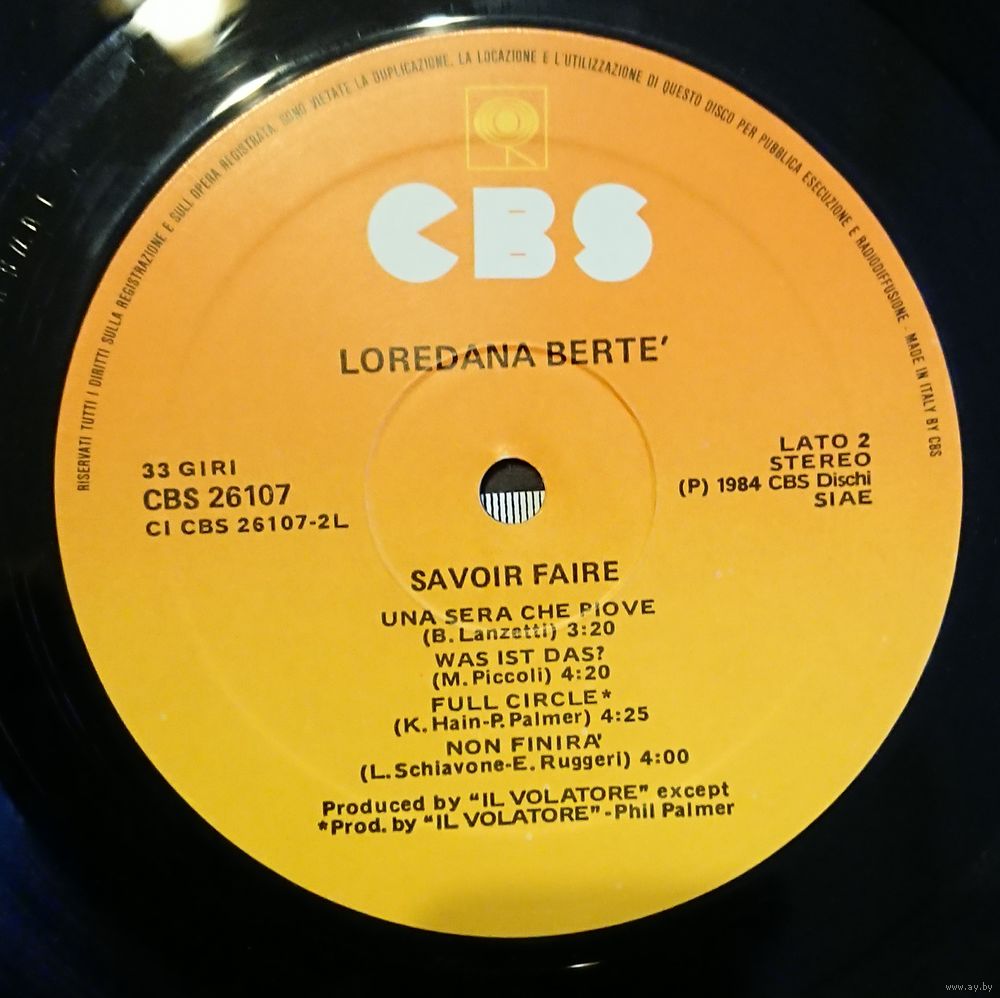 RISERVATI TUTTI I DIRITTI SULLA REGISTRAZIONE E SULL OPERA REGISTRATA. SONO VIETATE LA DUPLICAZIONE, LA LOCAZIONE E L'UTILIZZAZIONE DI QUESTO DISCO PER PUBBLICA ESECUZIONE E RADIODIFFUSIONE - MADE IN ITALY BY CBS
CBS
LOREDANA BERTE'
33 GIRI
CBS 26107
CI CBS 26107-2L
LATO 2
STEREO
(P) 1984 CBS Dischi
SIAE
SAVOIR FAIRE
UNA SERA CHE PIOVE
(B. Lanzetti) 3:20
WAS IST DAS?
(M. Piccoli) 4:20
FULL CIRCLE*
(K. Hain-P. Palmer) 4:25
NON FINIRA'
(L. Schiavone-E. Ruggeri) 4:00
Produced by "IL VOLATORE" except
*Prod. by "IL VOLATORE"-Phil Palmer
www.ay.by